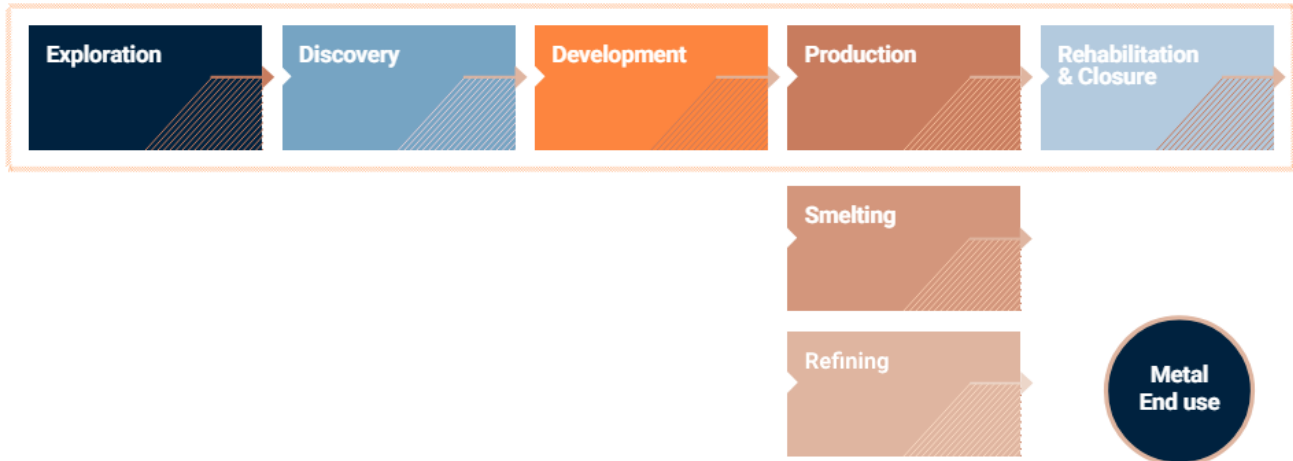 Exploration
Discovery
Development
Production
Rehabilitation
& Closure
Smelting
Refining
Metal
End use